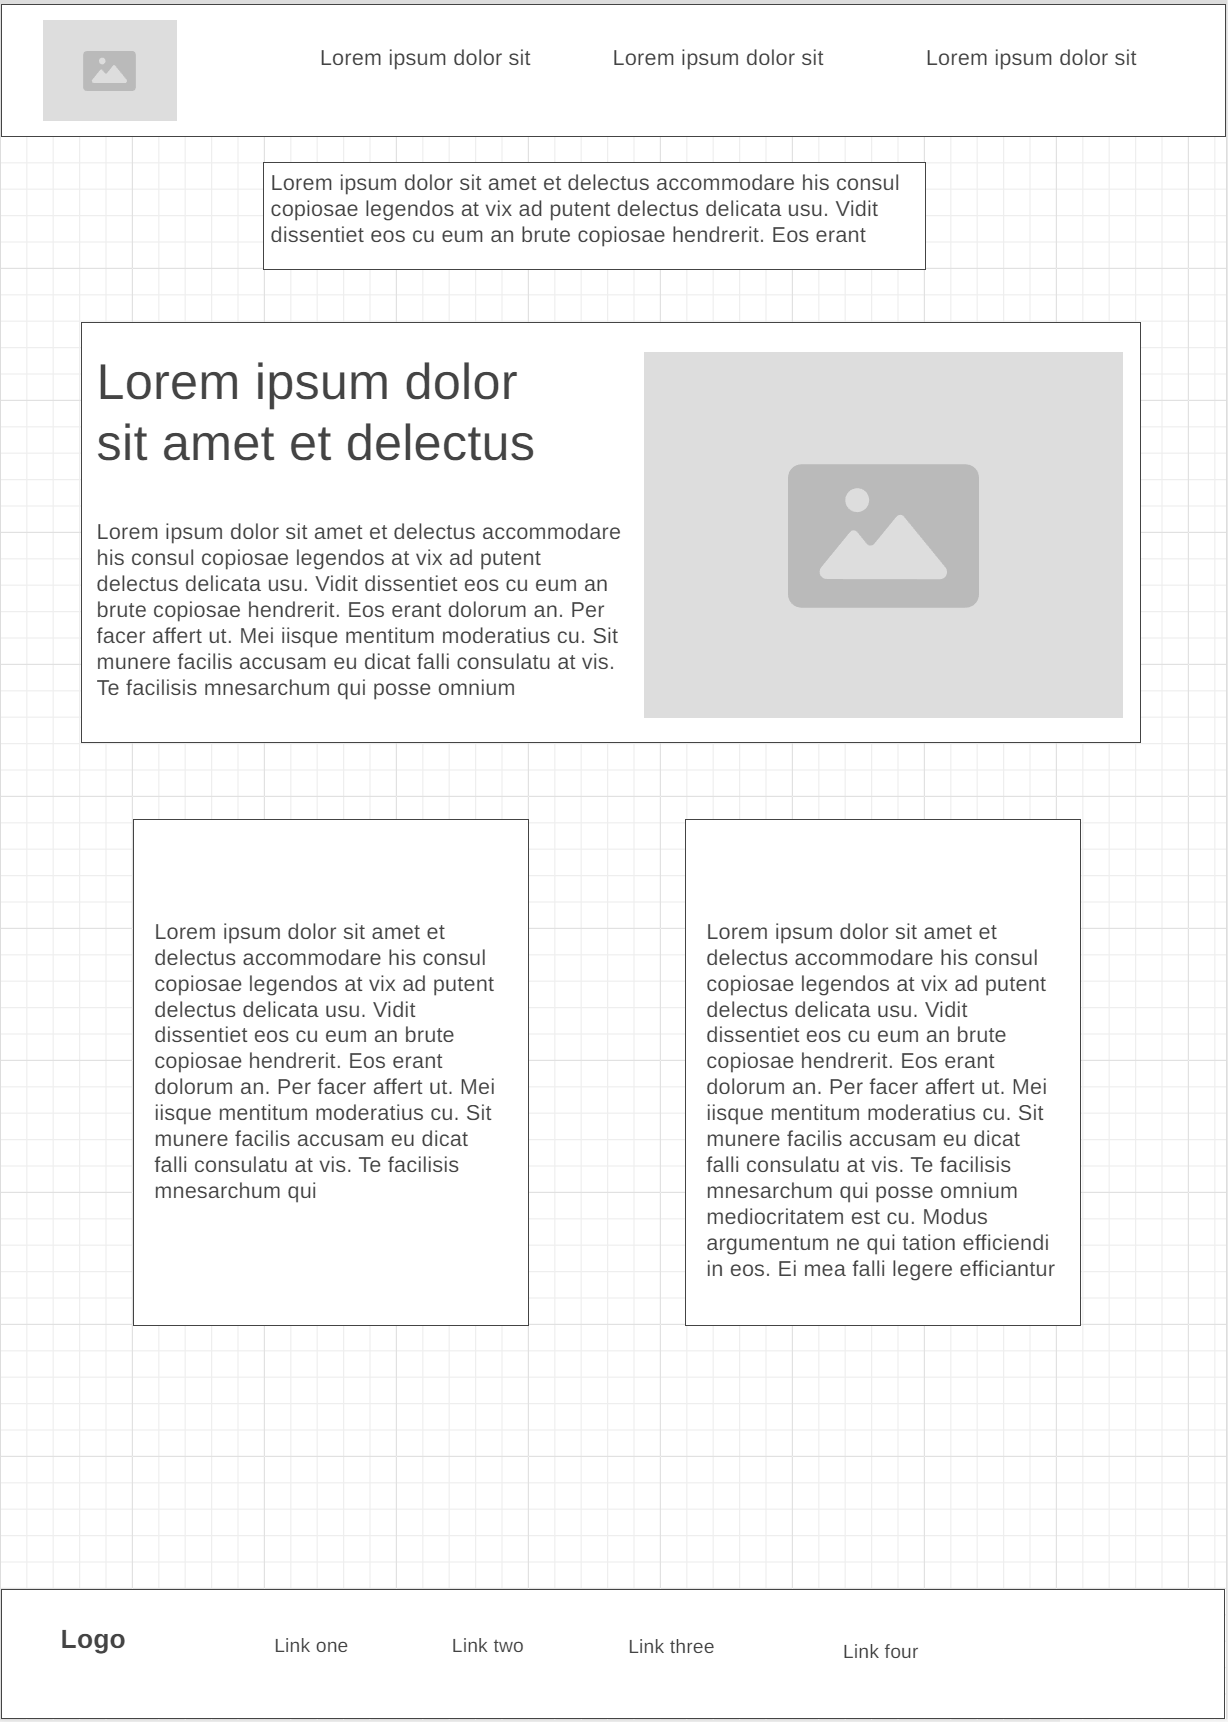 Lorem ipsum dolor sit
Lorem ipsum dolor sit
Lorem ipsum dolor sit
Lorem ipsum dolor sit amet et delectus accommodare his consul
copiosae legendos at vix ad putent delectus delicata usu. Vidit
dissentiet eos cu eum an brute copiosae hendrerit. Eos erant
Lorem ipsum dolor
sit amet et delectus
Lorem ipsum dolor sit amet et delectus accommodare
his consul copiosae legendos at vix ad putent
delectus delicata usu. Vidit dissentiet eos cu eum an
brute copiosae hendrerit. Eos erant dolorum an. Per
facer affert ut. Mei iisque mentitum moderatius cu. Sit
munere facilis accusam eu dicat falli consulatu at vis.
Te facilisis mnesarchum qui posse omnium
Lorem ipsum dolor sit amet et
delectus accommodare his consul
copiosae legendos at vix ad putent
delectus delicata usu. Vidit
dissentiet eos cu eum an brute
copiosae hendrerit. Eos erant
dolorum an. Per facer affert ut. Mei
iisque mentitum moderatius cu. Sit
munere facilis accusam eu dicat
falli consulatu at vis. Te facilisis
mnesarchum qui
Lorem ipsum dolor sit amet et
delectus accommodare his consul
copiosae legendos at vix ad putent
delectus delicata usu. Vidit
dissentiet eos cu eum an brute
copiosae hendrerit. Eos erant
dolorum an. Per facer affert ut. Mei
iisque mentitum moderatius cu. Sit
munere facilis accusam eu dicat
falli consulatu at vis. Te facilisis
mnesarchum qui posse omnium
mediocritatem est cu. Modus
argumentum ne qui tation efficiendi
in eos. Ei mea falli legere efficiantur
Logo
Link one
Link two
Link three
Link four